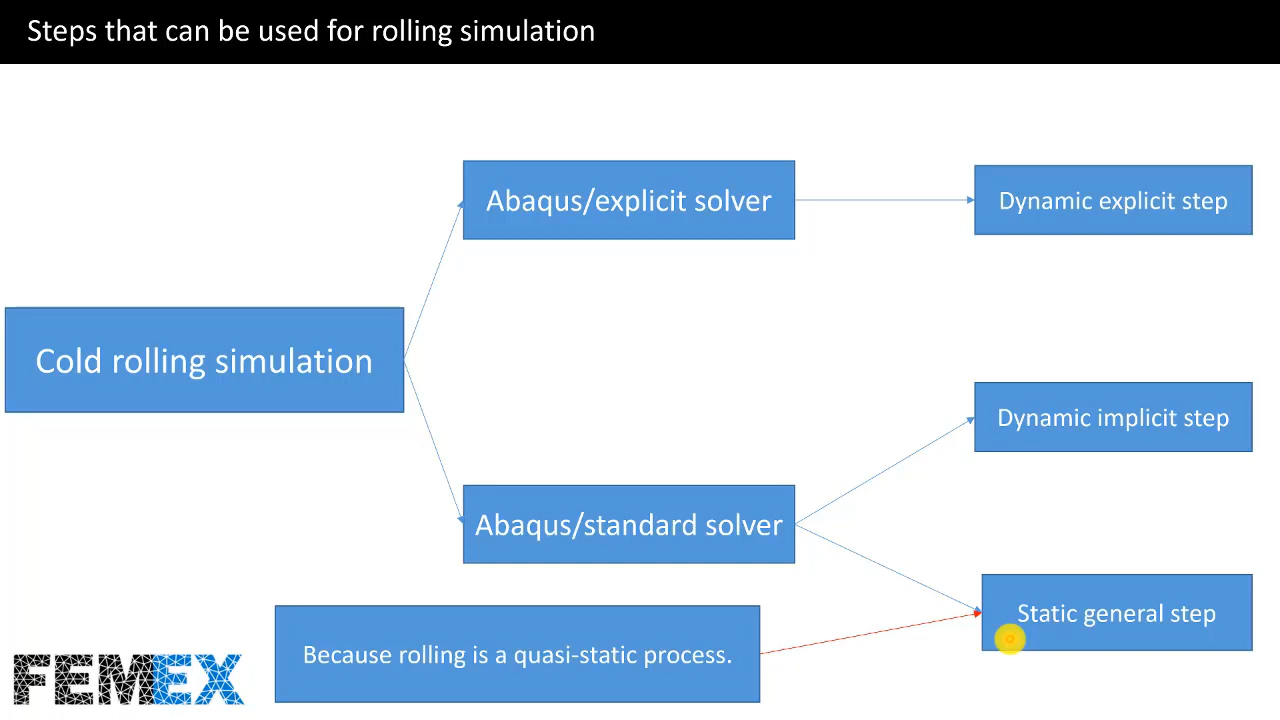 Steps that can be used for rolling simulation
Abaqus/explicit solver
Dynamic explicit step
Cold rolling simulation
Dynamic implicit step
Abaqus/standard solver
Static general step
Because rolling is a quasi-static process.
FEMEX